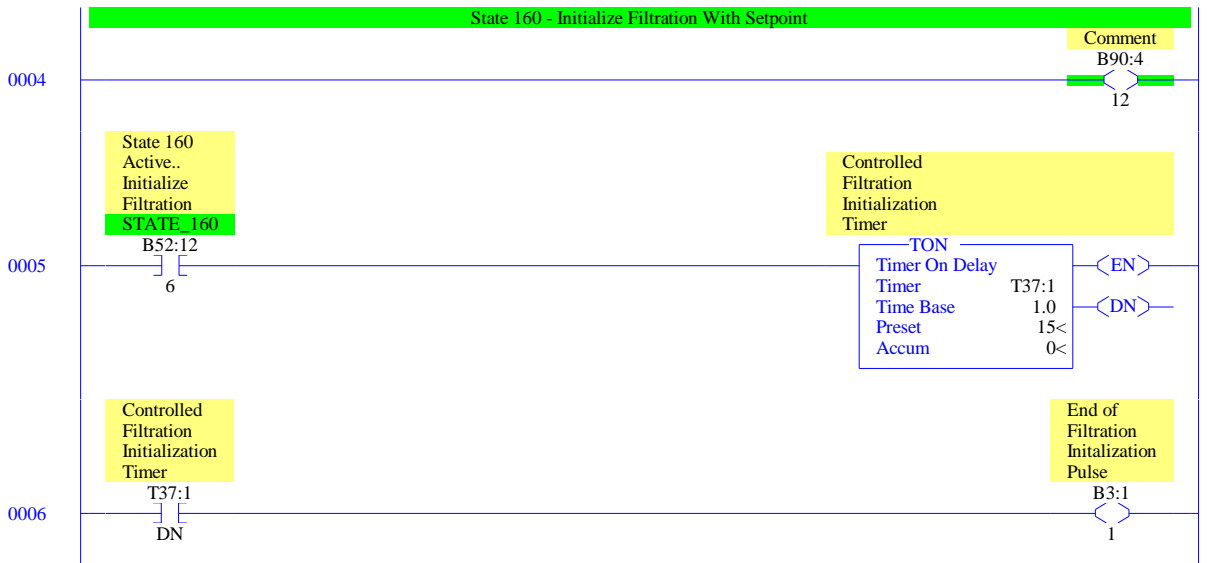 State 160 - Initialize Filtration With Setpoint
Comment
B90:4
0004
12
State 160
Active..
Initialize
Filtration
STATE_160
B52:12
0005
6
Controlled
Filtration
Initialization
Timer
TON
Timer On Delay
Timer T37:1
Time Base 1.0
Preset 15<
Accum 0<
EN
DN
Controlled
Filtration
Initialization
Timer
T37:1
0006
DN
End of
Filtration
Initalization
Pulse
B3:1
1